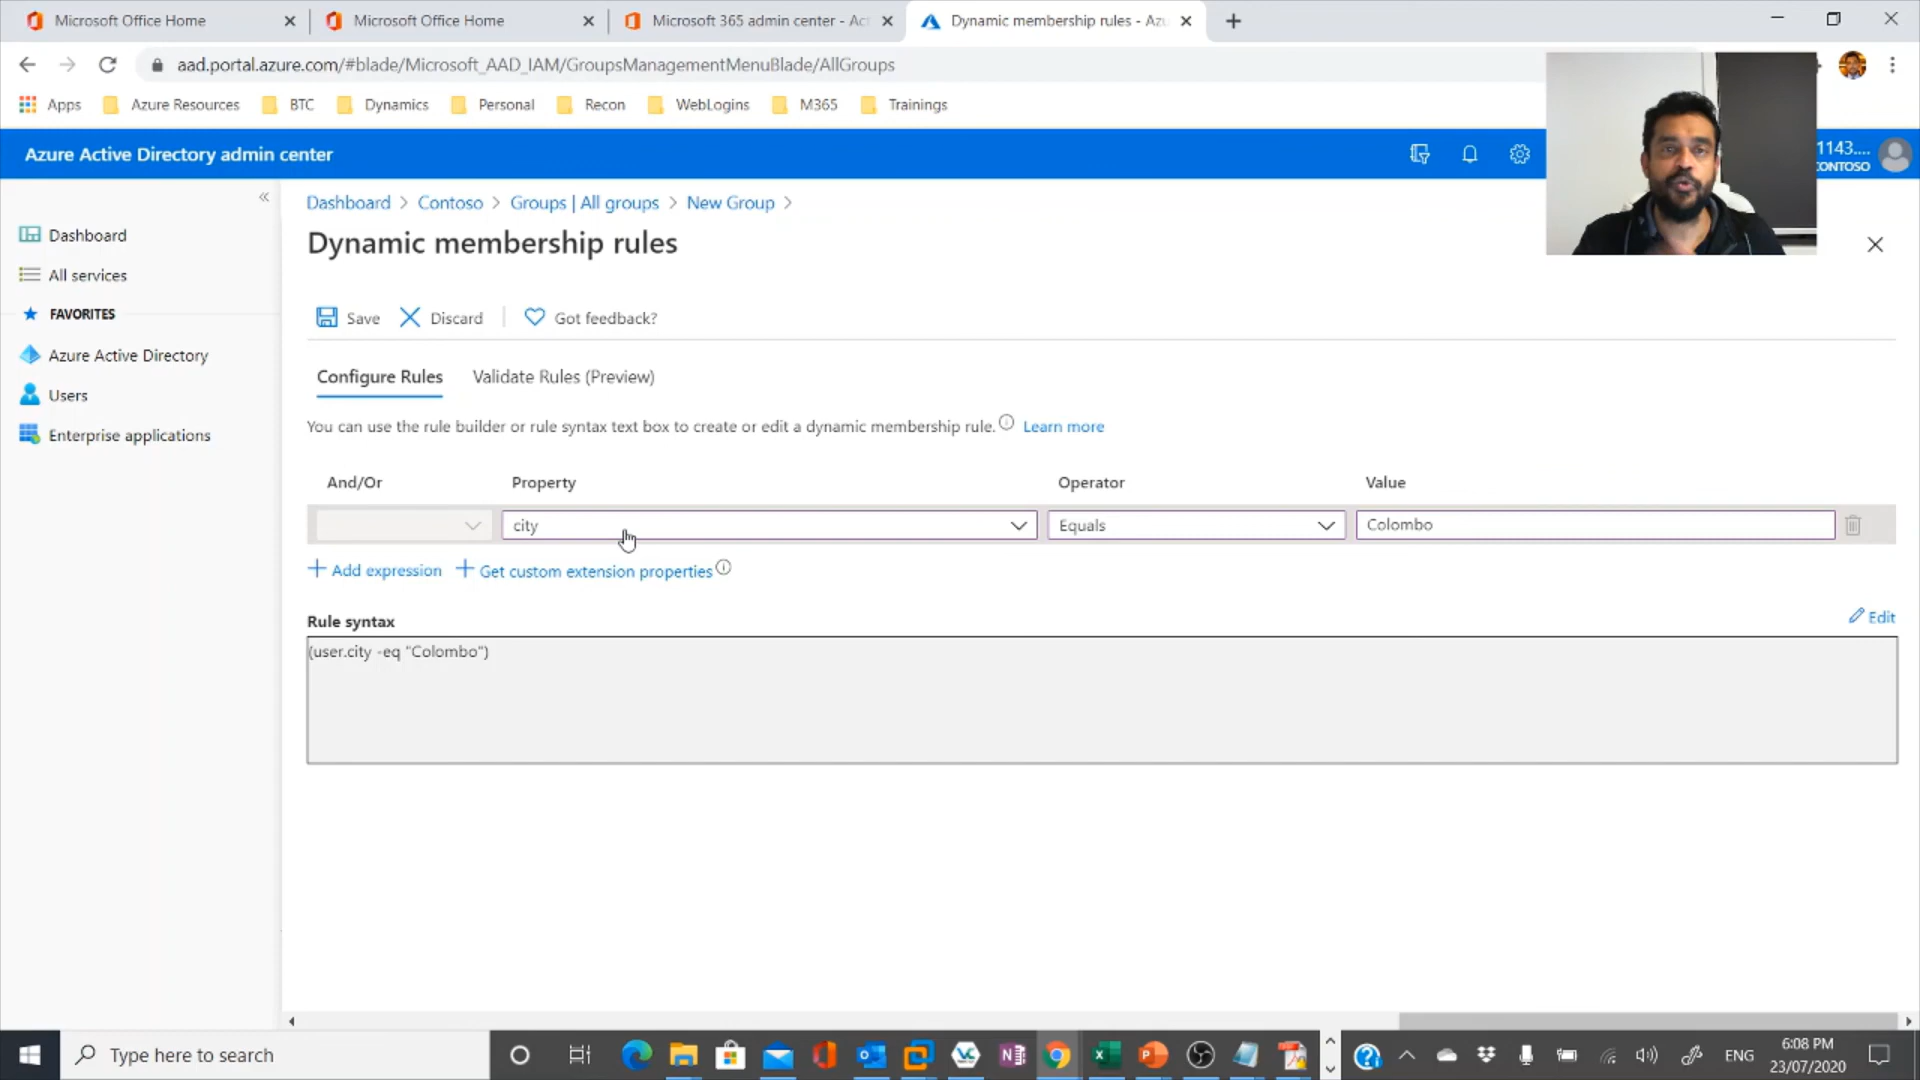 Microsoft Office Home
Microsoft Office Home
Microsoft 365 admin center - Ac
Dynamic membership rules - Azu
aad.portal.azure.com/#blade/Microsoft_AAD_IAM/GroupsManagementMenuBlade/AllGroups
Apps
Azure Resources
BTC
Dynamics
Personal
Recon
WebLogins
M365
Trainings
Azure Active Directory admin center
1143....
CONTOSO
Dashboard
All services
FAVORITES
Azure Active Directory
Users
Enterprise applications
Dashboard > Contoso > Groups | All groups > New Group >
Dynamic membership rules
Save
Discard
Got feedback?
Configure Rules
Validate Rules (Preview)
You can use the rule builder or rule syntax text box to create or edit a dynamic membership rule. Learn more
And/Or
Property
Operator
Value
city
Equals
Colombo
+ Add expression
+ Get custom extension properties
Rule syntax
Edit
(user.city -eq "Colombo")
Type here to search
ENG
6:08 PM
23/07/2020